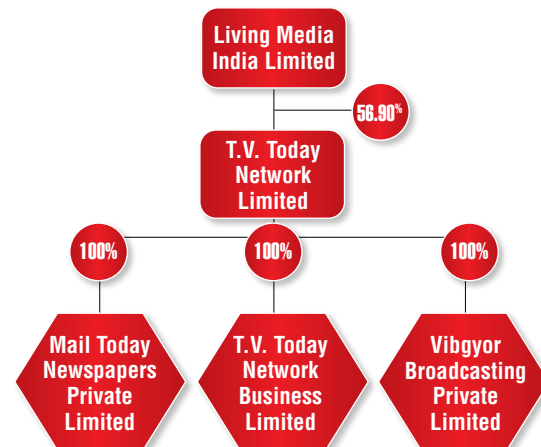 Living Media
India Limited
56.90%
T.V. Today
Network
Limited
100%
100%
100%
Mail Today
Newspapers
Private
Limited
T.V. Today
Network
Business
Limited
Vibgyor
Broadcasting
Private
Limited